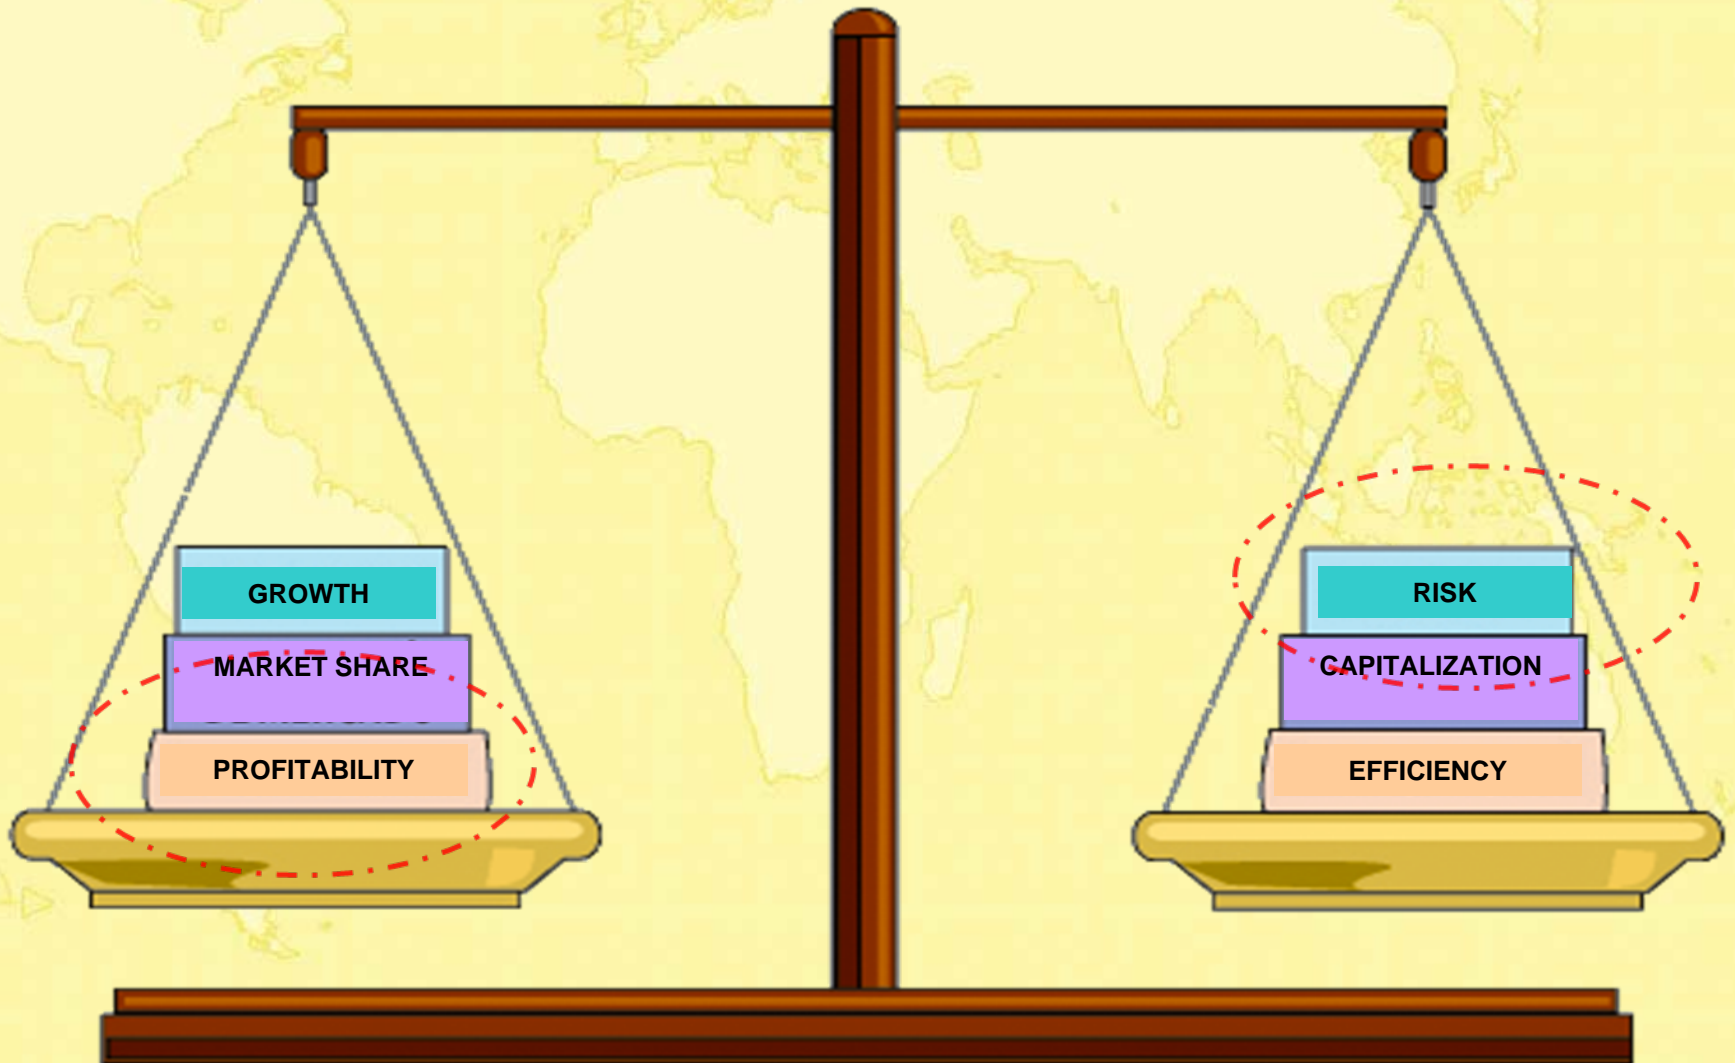 GROWTH
MARKET SHARE
PROFITABILITY
RISK
CAPITALIZATION
EFFICIENCY